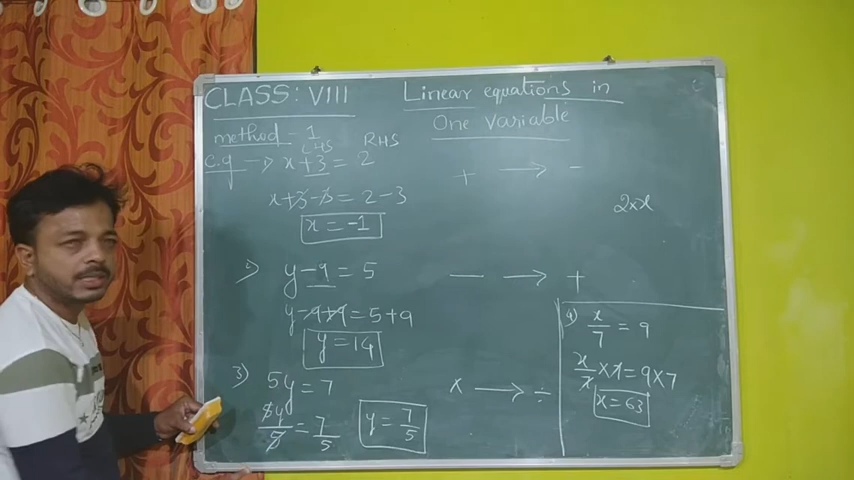 CLASS: VIII
Linear equations in
One Variable
method - 1
LHS RHS
e.g → 1) x + 3 = 2
+ → -
x + 3 - 3 = 2 - 3
2×x
x = -1
2) y - 9 = 5
— → +
y - 9 + 9 = 5 + 9
y = 14
3) 5y = 7
× → ÷
5y/5 = 7/5
y = 7/5
4) x/7 = 9
x/7 × 7 = 9 × 7
x = 63